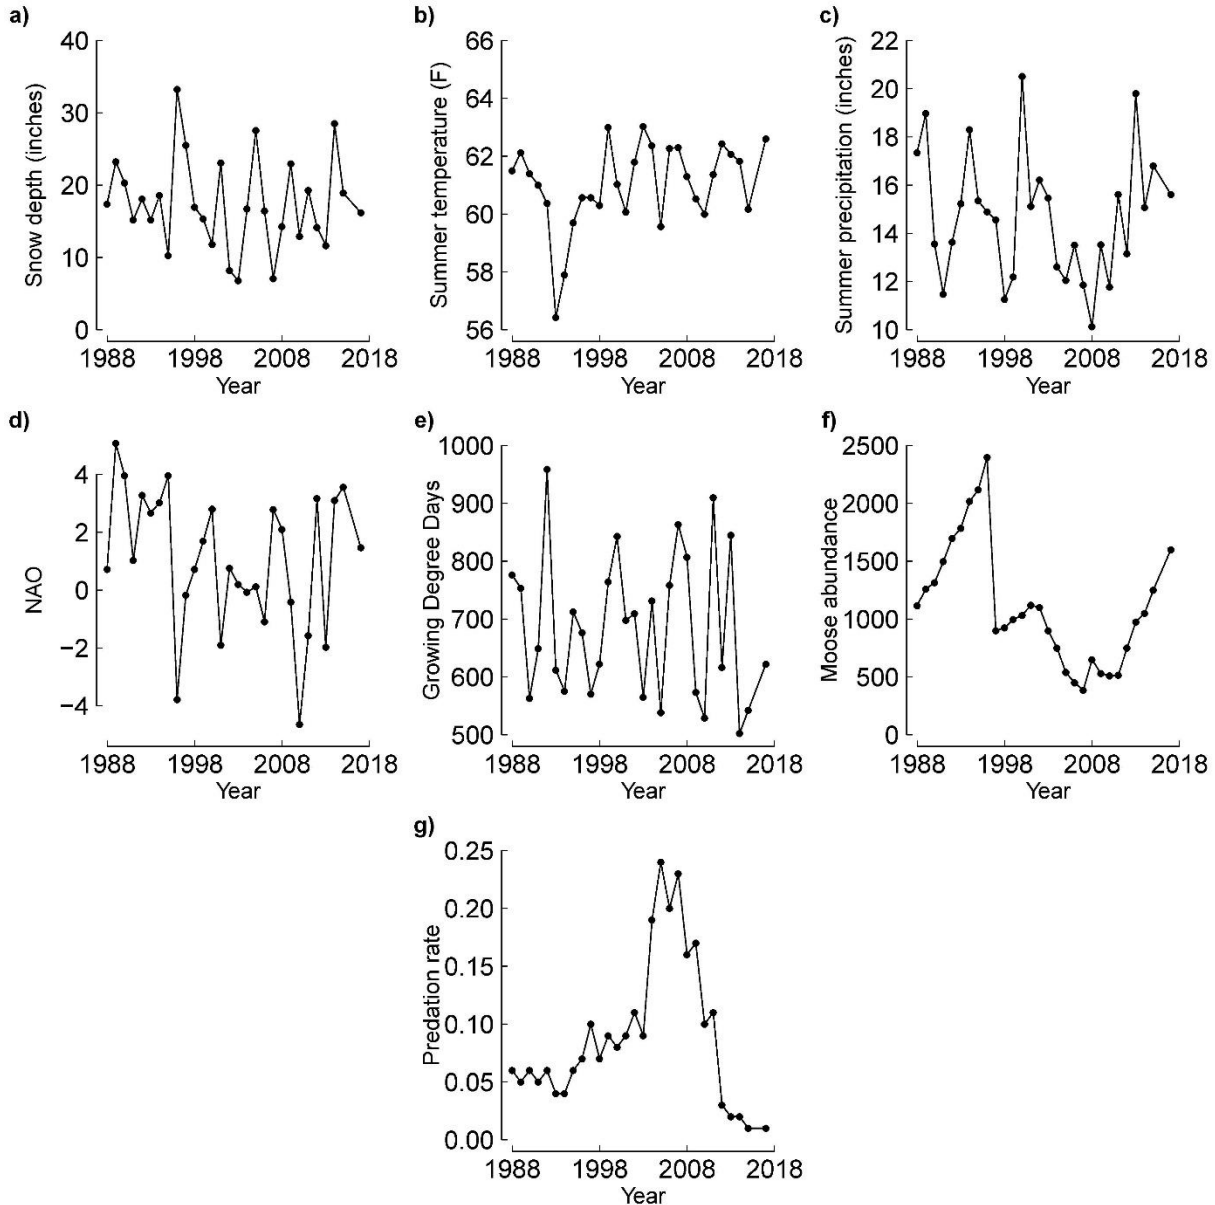 a)
40
30
20
10
0
Snow depth (inches)
1988 1998 2008 2018
Year
b)
66
64
62
60
58
56
Summer temperature (F)
1988 1998 2008 2018
Year
c)
22
20
18
16
14
12
10
Summer precipitation (inches)
1988 1998 2008 2018
Year
d)
4
2
0
−2
−4
NAO
1988 1998 2008 2018
Year
e)
1000
900
800
700
600
500
Growing Degree Days
1988 1998 2008 2018
Year
f)
2500
2000
1500
1000
500
0
Moose abundance
1988 1998 2008 2018
Year
g)
0.25
0.20
0.15
0.10
0.05
0.00
Predation rate
1988 1998 2008 2018
Year